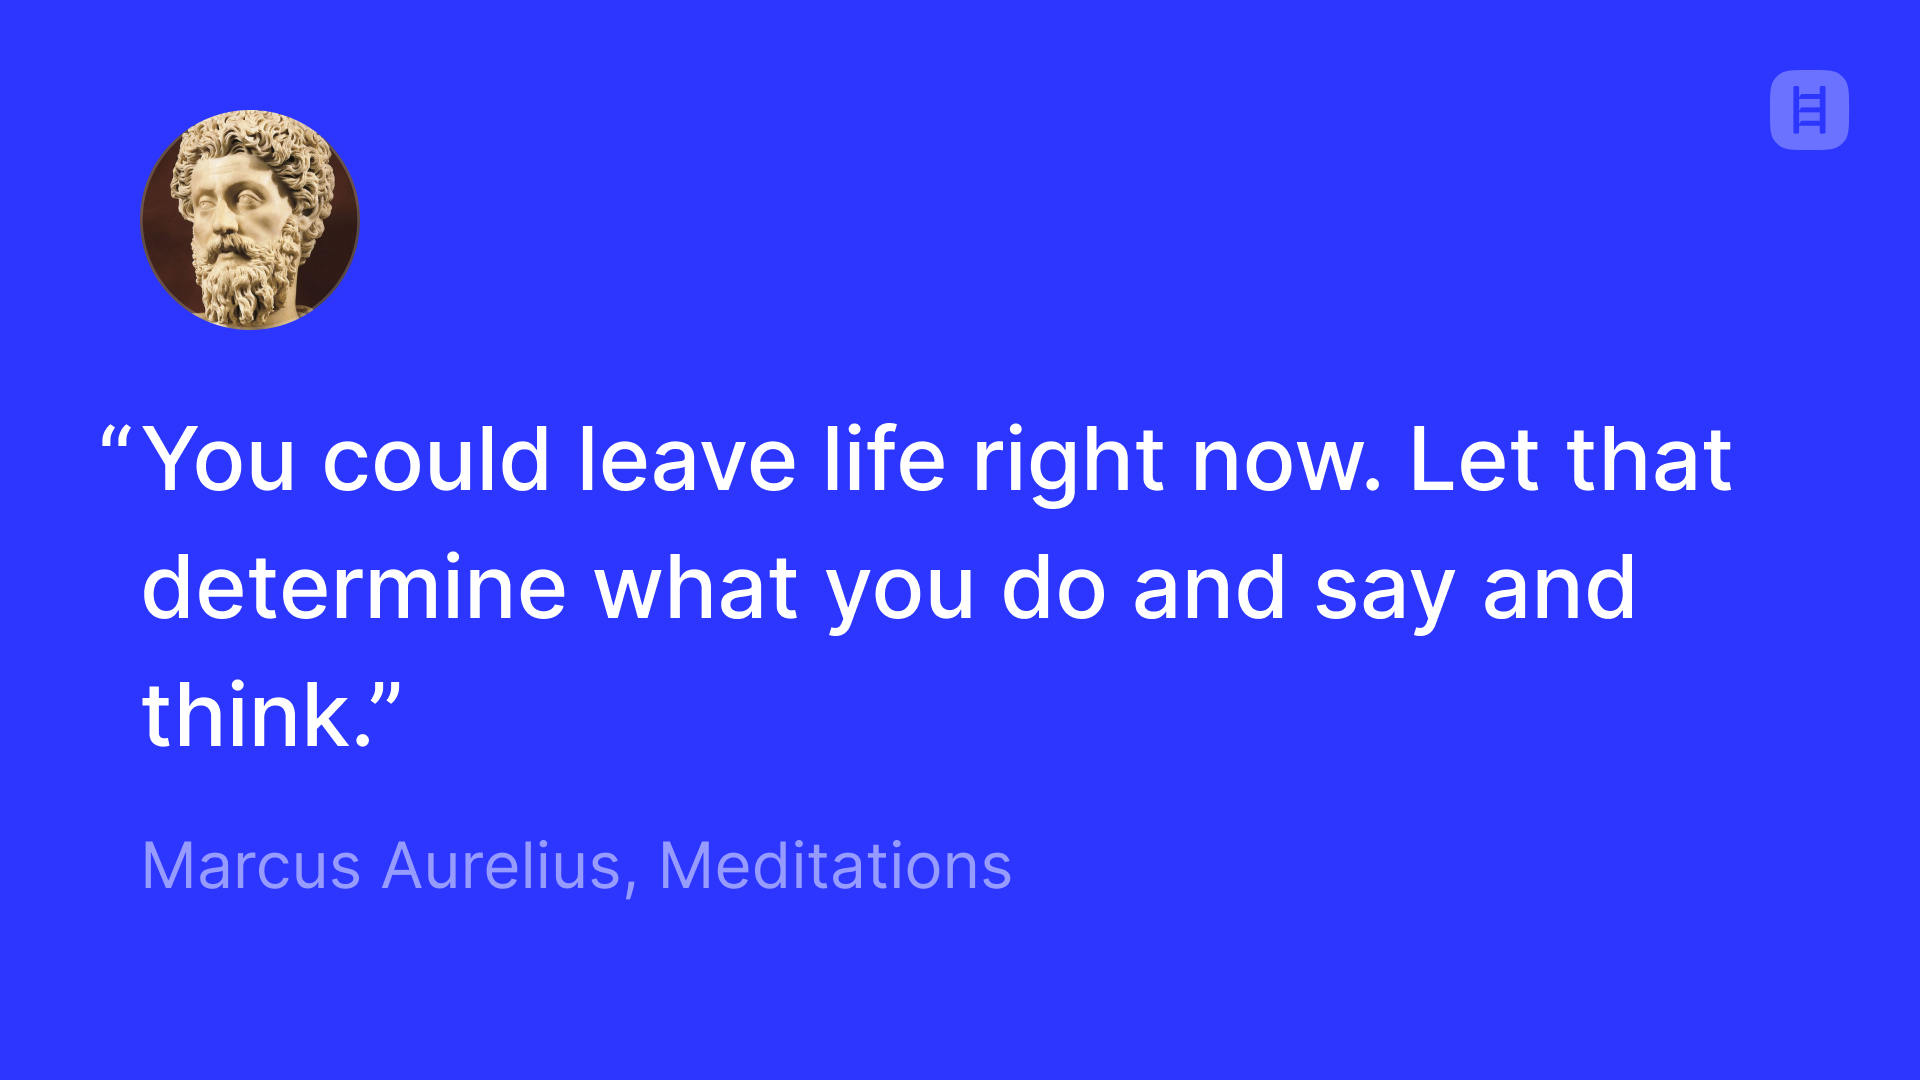 “You could leave life right now. Let that
determine what you do and say and
think.”
Marcus Aurelius, Meditations